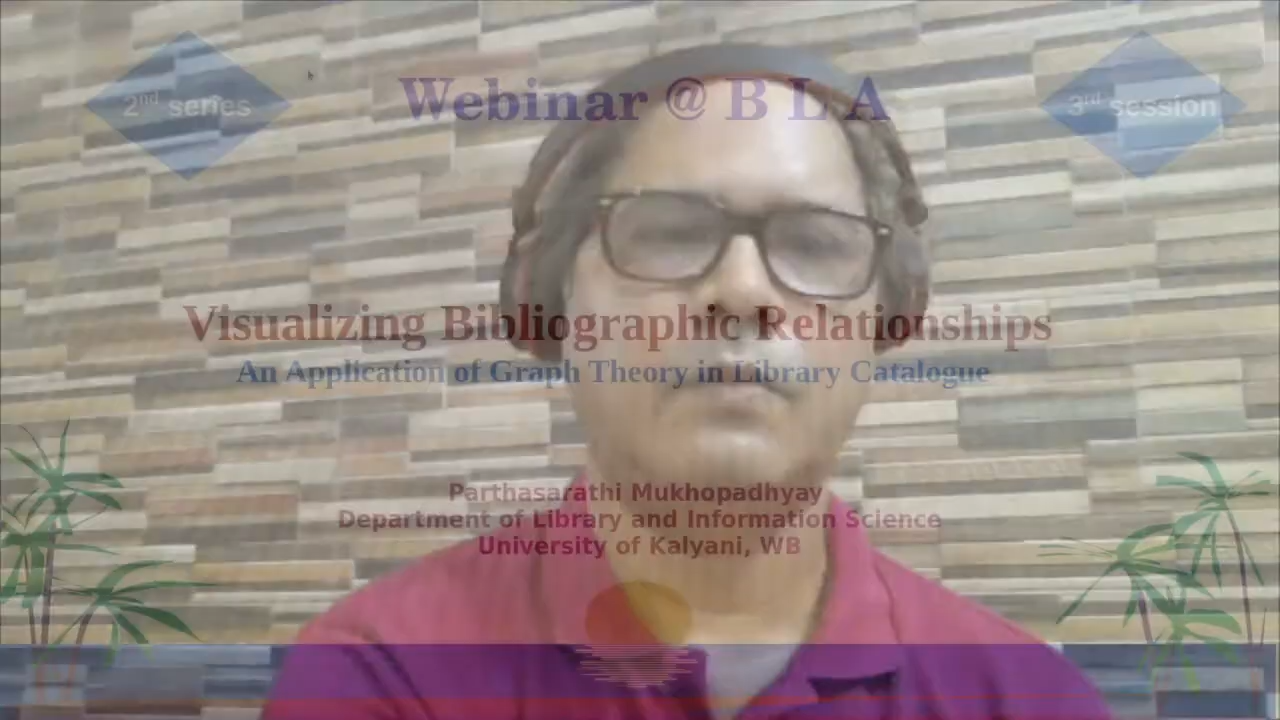 2nd series
Webinar @ B L A
3rd session
Visualizing Bibliographic Relationships
An Application of Graph Theory in Library Catalogue
Parthasarathi Mukhopadhyay
Department of Library and Information Science
University of Kalyani, WB